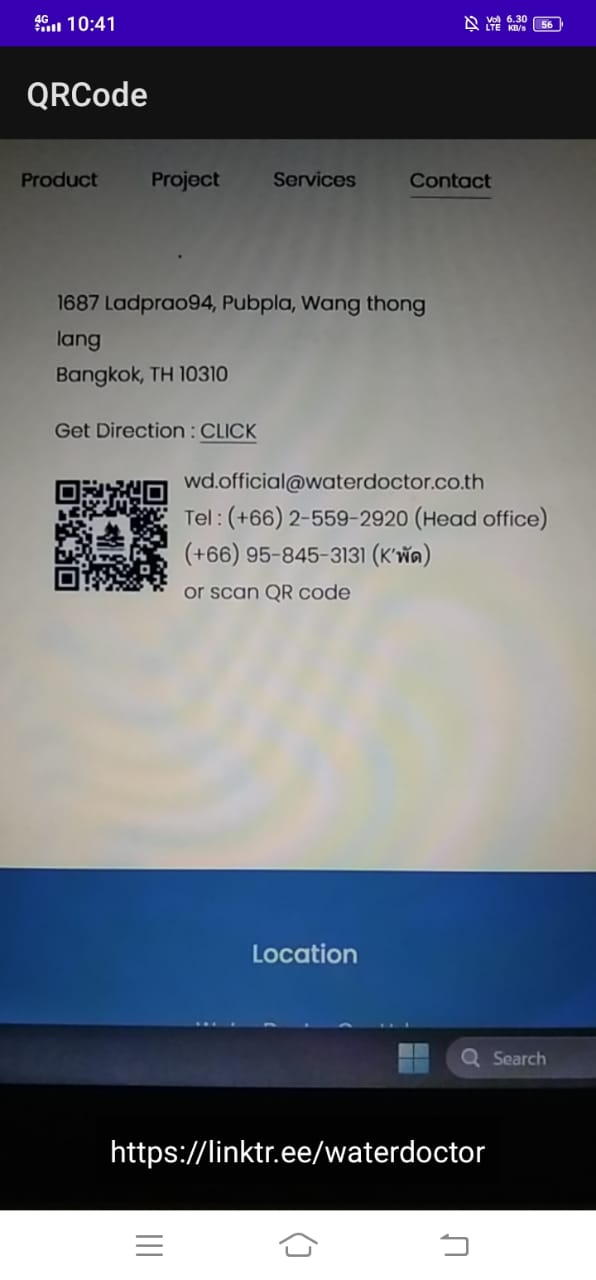 4G 10:41 Vo) LTE 6.30 KB/s 56
QRCode
Product Project Services Contact
1687 Ladprao94, Pubpla, Wang thong
lang
Bangkok, TH 10310
Get Direction : CLICK
wd.official@waterdoctor.co.th
Tel : (+66) 2-559-2920 (Head office)
(+66) 95-845-3131 (K'พัด)
or scan QR code
Location
Search
https://linktr.ee/waterdoctor